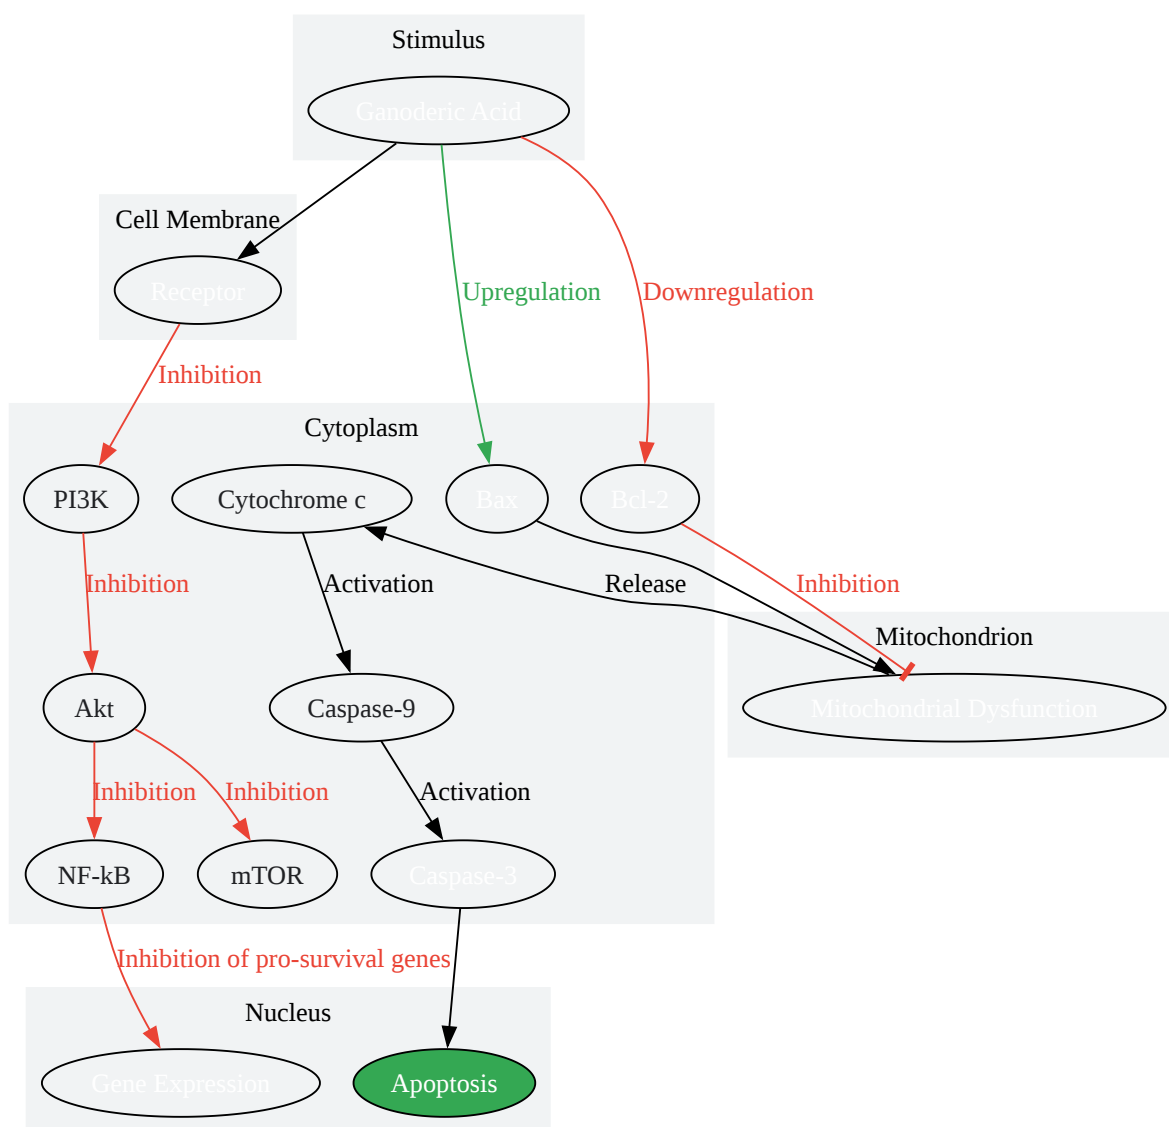 Stimulus
Ganoderic Acid
Cell Membrane
Receptor
Upregulation
Downregulation
Inhibition
Cytoplasm
PI3K
Cytochrome c
Bax
Bcl-2
Inhibition
Activation
Release
Inhibition
Mitochondrion
Akt
Caspase-9
Mitochondrial Dysfunction
Inhibition
Inhibition
Activation
NF-kB
mTOR
Caspase-3
Inhibition of pro-survival genes
Nucleus
Gene Expression
Apoptosis